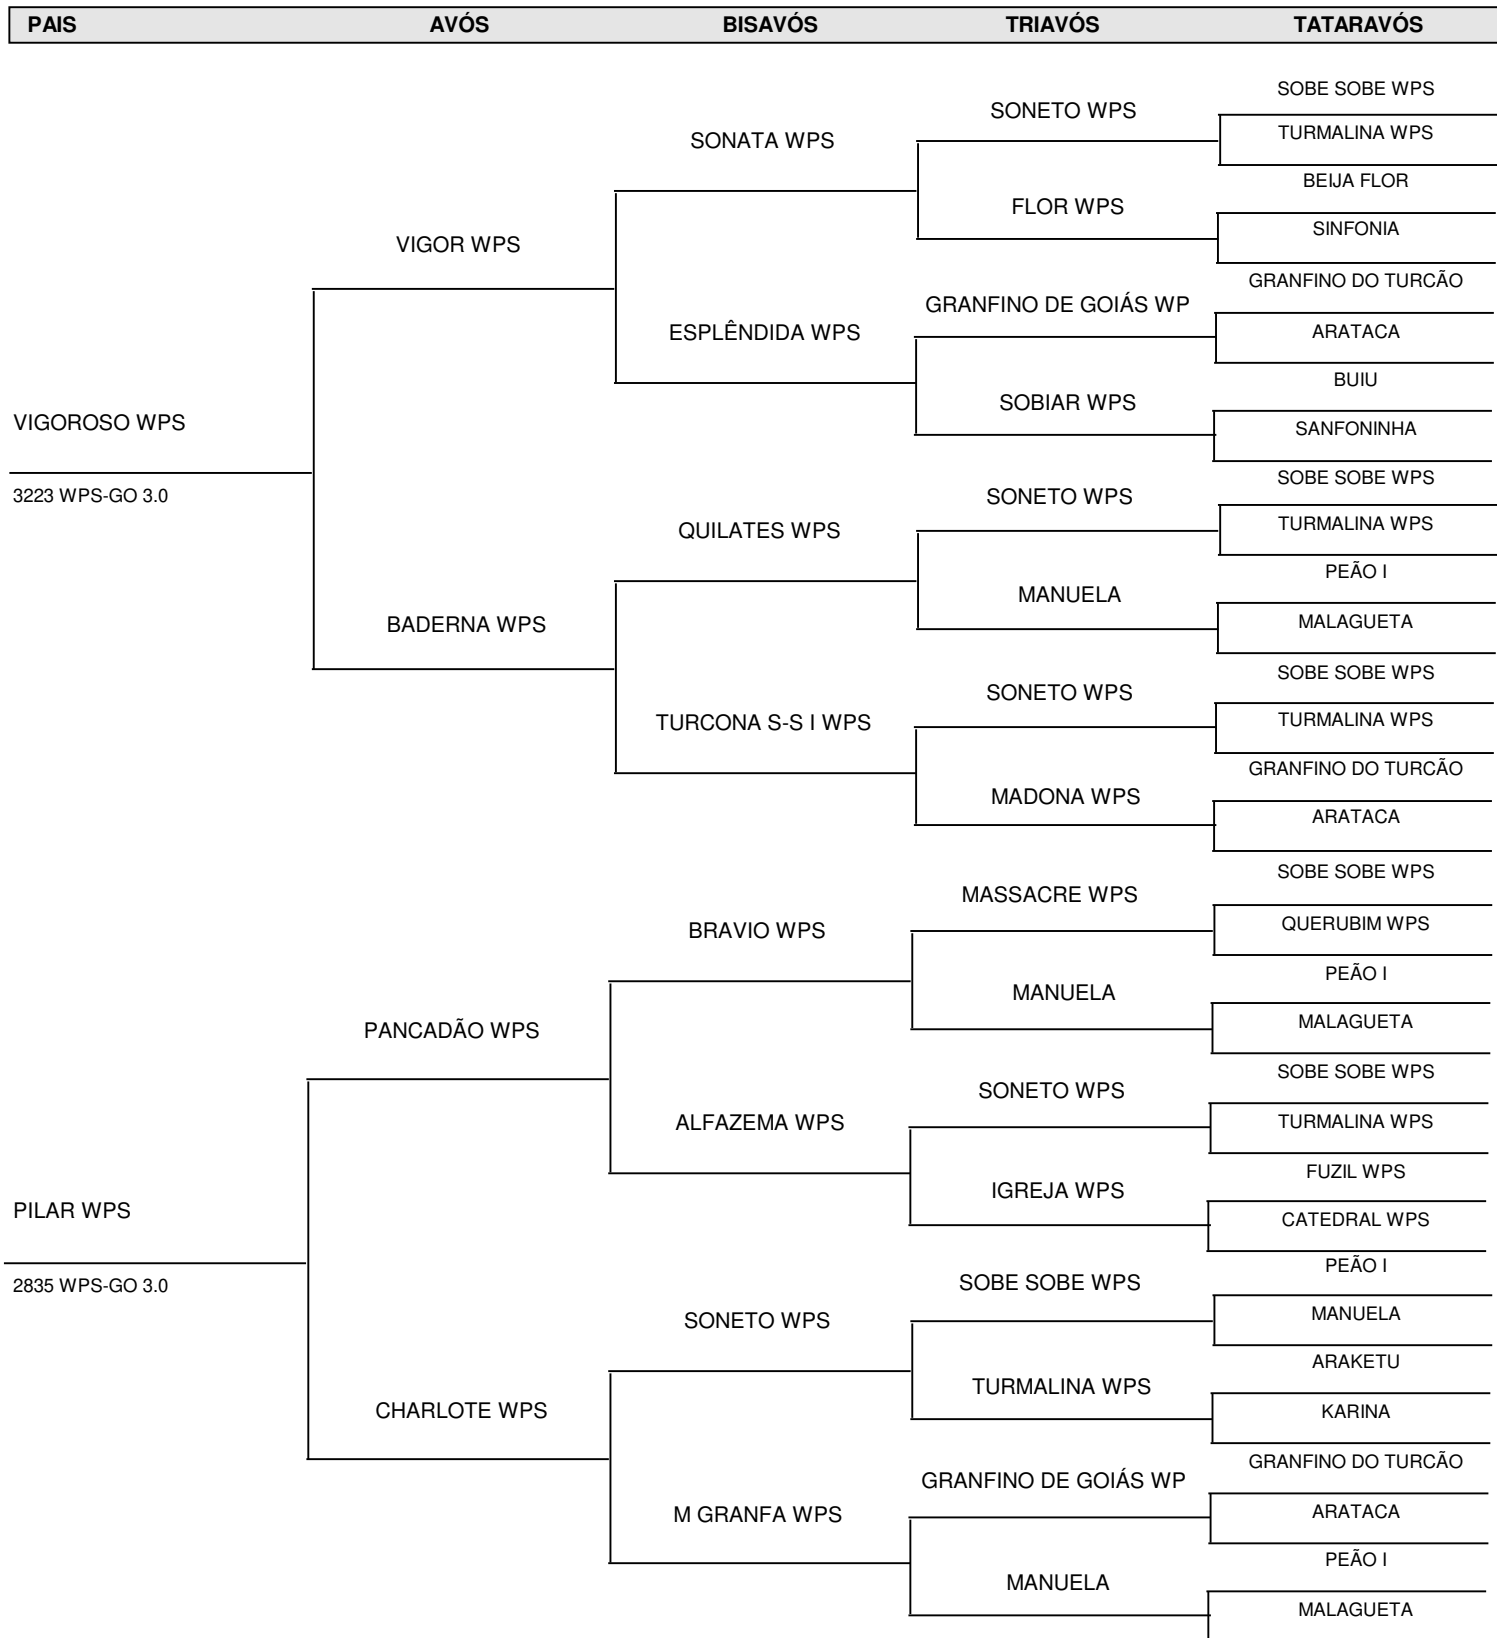 PAIS AVÓS BISAVÓS TRIAVÓS TATARAVÓS
SOBE SOBE WPS
SONETO WPS
TURMALINA WPS
SONATA WPS
BEIJA FLOR
FLOR WPS
SINFONIA
VIGOR WPS
GRANFINO DO TURCÃO
GRANFINO DE GOIÁS WP
ARATACA
ESPLÊNDIDA WPS
BUIU
SOBIAR WPS
SANFONINHA
VIGOROSO WPS
3223 WPS-GO 3.0
SOBE SOBE WPS
SONETO WPS
TURMALINA WPS
QUILATES WPS
PEÃO I
MANUELA
MALAGUETA
BADERNA WPS
SOBE SOBE WPS
SONETO WPS
TURMALINA WPS
TURCONA S-S I WPS
GRANFINO DO TURCÃO
MADONA WPS
ARATACA
SOBE SOBE WPS
MASSACRE WPS
QUERUBIM WPS
BRAVIO WPS
PEÃO I
MANUELA
MALAGUETA
PANCADÃO WPS
SOBE SOBE WPS
SONETO WPS
TURMALINA WPS
ALFAZEMA WPS
FUZIL WPS
IGREJA WPS
CATEDRAL WPS
PILAR WPS
2835 WPS-GO 3.0
PEÃO I
SOBE SOBE WPS
MANUELA
SONETO WPS
ARAKETU
TURMALINA WPS
KARINA
CHARLOTE WPS
GRANFINO DO TURCÃO
GRANFINO DE GOIÁS WP
ARATACA
M GRANFA WPS
PEÃO I
MANUELA
MALAGUETA